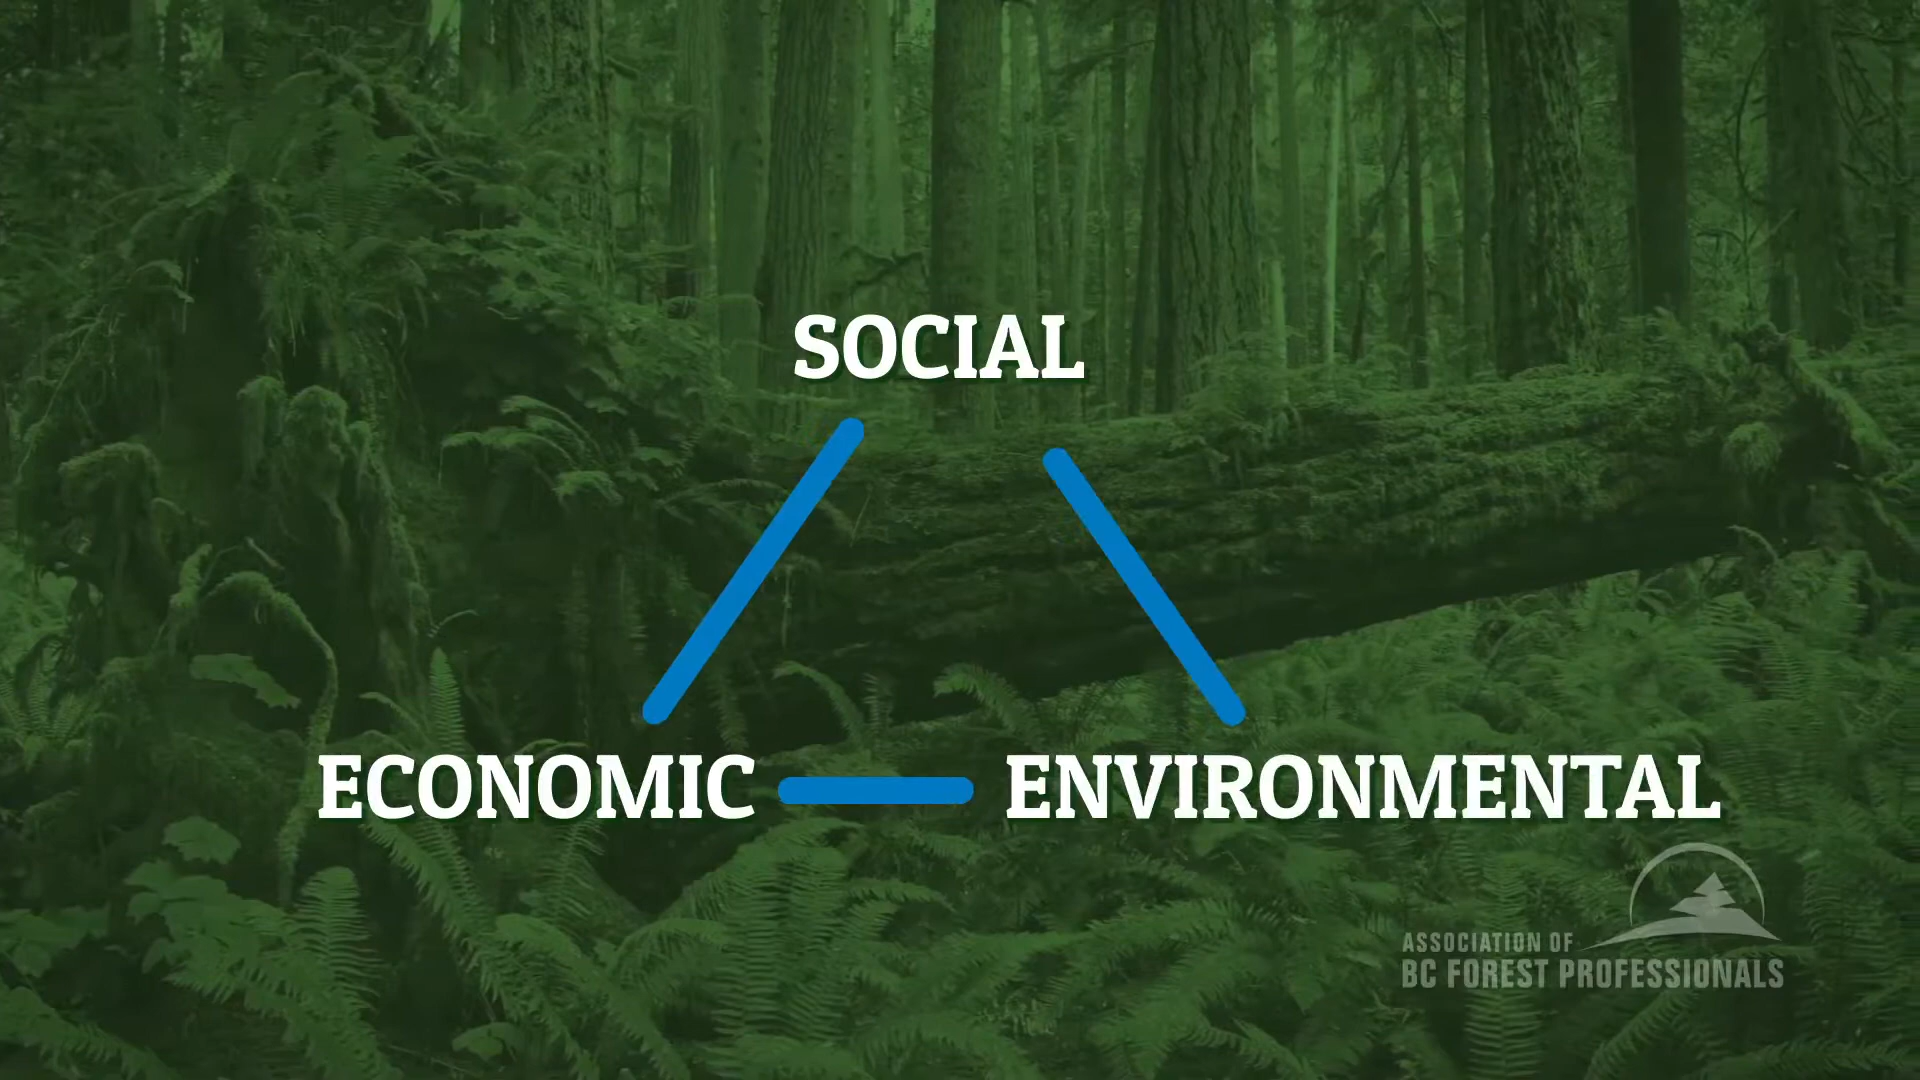 SOCIAL
ECONOMIC
ENVIRONMENTAL
ASSOCIATION OF
BC FOREST PROFESSIONALS